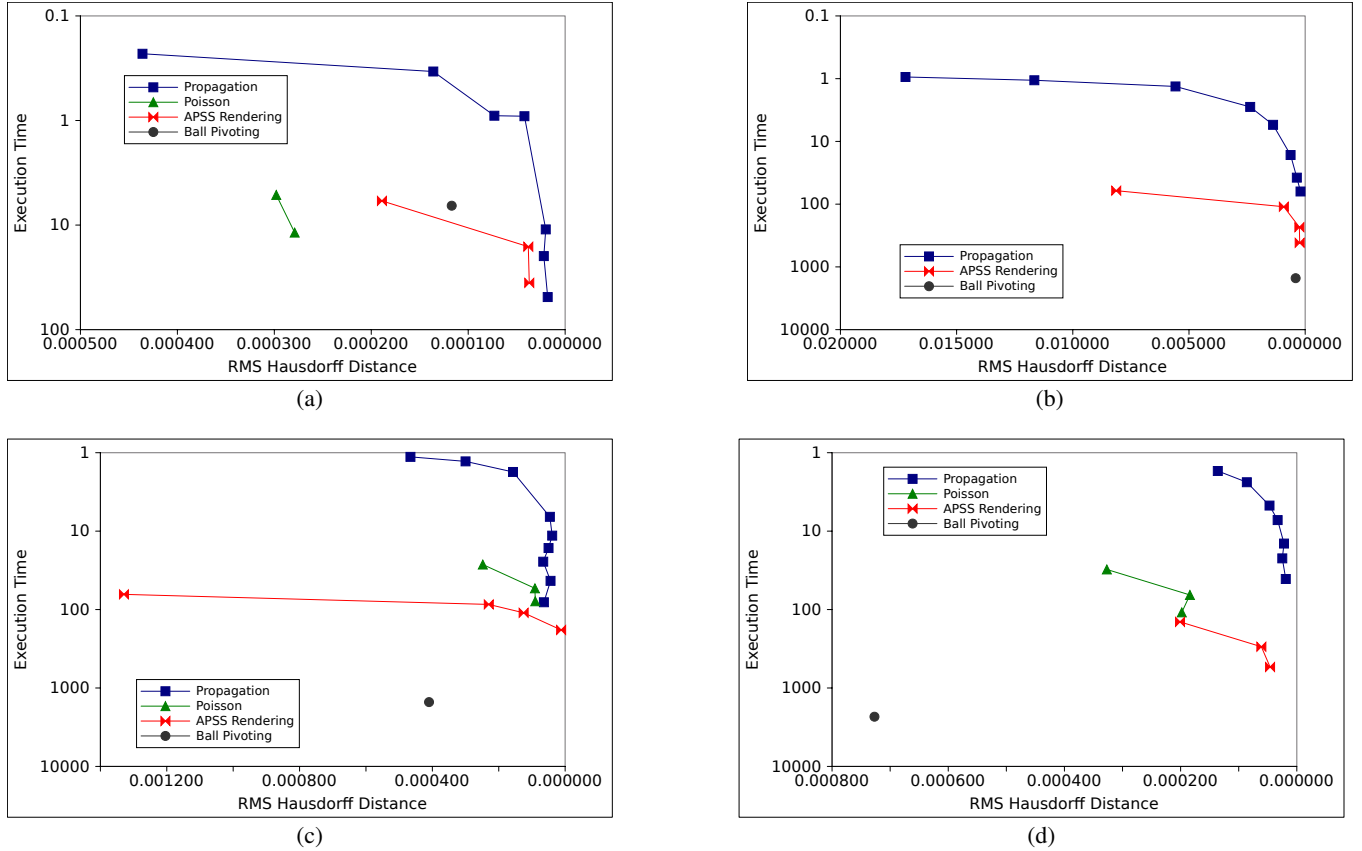 0.1
1
10
100
Execution Time
Propagation
Poisson
APSS Rendering
Ball Pivoting
0.000500 0.000400 0.000300 0.000200 0.000100 0.000000
RMS Hausdorff Distance
(a)
0.1
1
10
100
1000
10000
Execution Time
Propagation
APSS Rendering
Ball Pivoting
0.020000 0.015000 0.010000 0.005000 0.000000
RMS Hausdorff Distance
(b)
1
10
100
1000
10000
Execution Time
Propagation
Poisson
APSS Rendering
Ball Pivoting
0.001200 0.000800 0.000400 0.000000
RMS Hausdorff Distance
(c)
1
10
100
1000
10000
Execution Time
Propagation
Poisson
APSS Rendering
Ball Pivoting
0.000800 0.000600 0.000400 0.000200 0.000000
RMS Hausdorff Distance
(d)